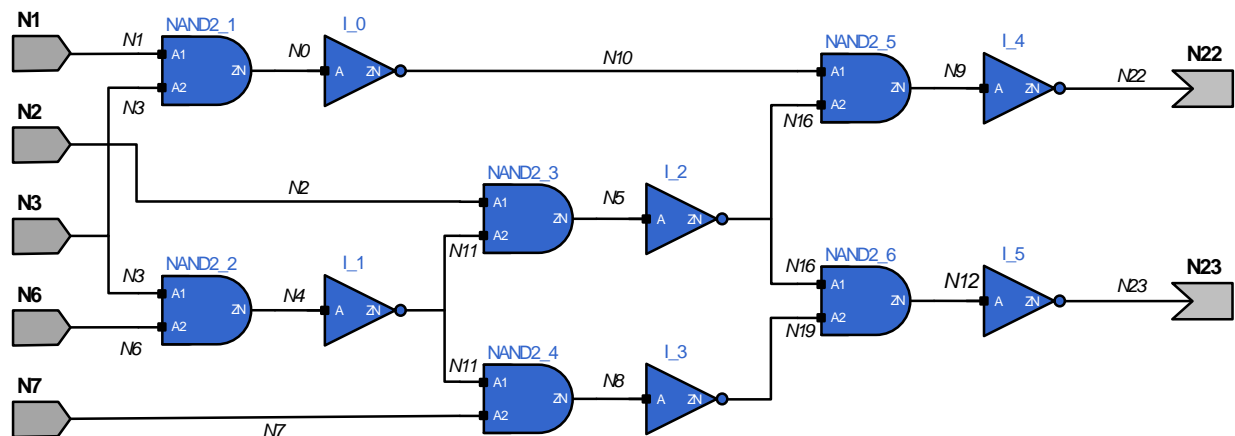 N1
N1
NAND2_1
A1
A2
ZN
N0
I_0
A
ZN
N10
NAND2_5
A1
A2
ZN
N9
I_4
A
ZN
N22
N22
N3
N2
N16
N2
NAND2_3
A1
A2
ZN
N5
I_2
A
ZN
N3
N11
N3
NAND2_2
A1
A2
ZN
N4
I_1
A
ZN
N16
NAND2_6
A1
A2
ZN
N12
I_5
A
ZN
N23
N23
N6
N6
N19
N11
NAND2_4
A1
A2
ZN
N8
I_3
A
ZN
N7
N7